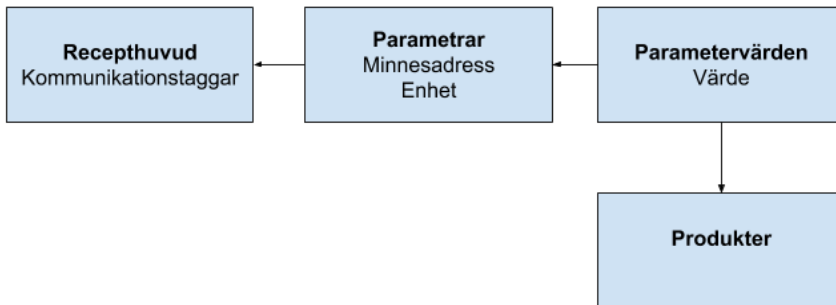 Recepthuvud
Kommunikationstaggar
Parametrar
Minnesadress
Enhet
Parametervärden
Värde
Produkter